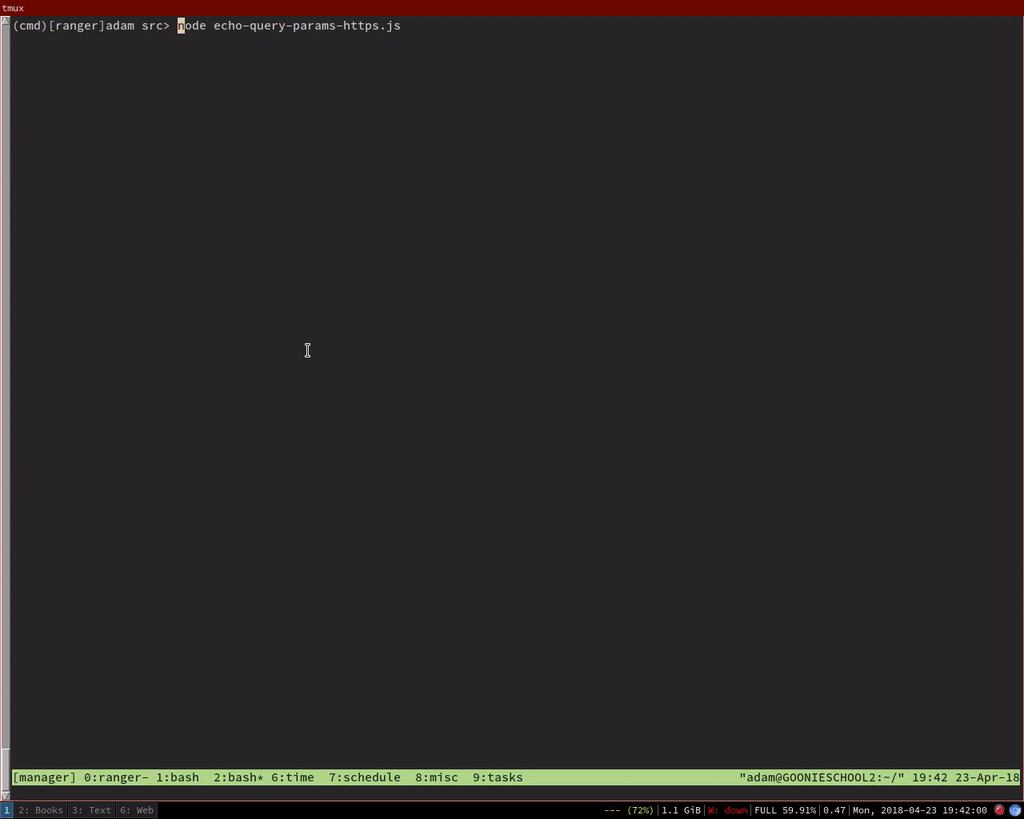 tmux
(cmd)[ranger]adam src> node echo-query-params-https.js
[manager] 0:ranger- 1:bash  2:bash* 6:time  7:schedule  8:misc  9:tasks "adam@GOONIESCHOOL2:~/" 19:42 23-Apr-18
1 2: Books 3: Text 6: Web --- (72%)|1.1 GiB|W: down|FULL 59.91%|0.47|Mon, 2018-04-23 19:42:00